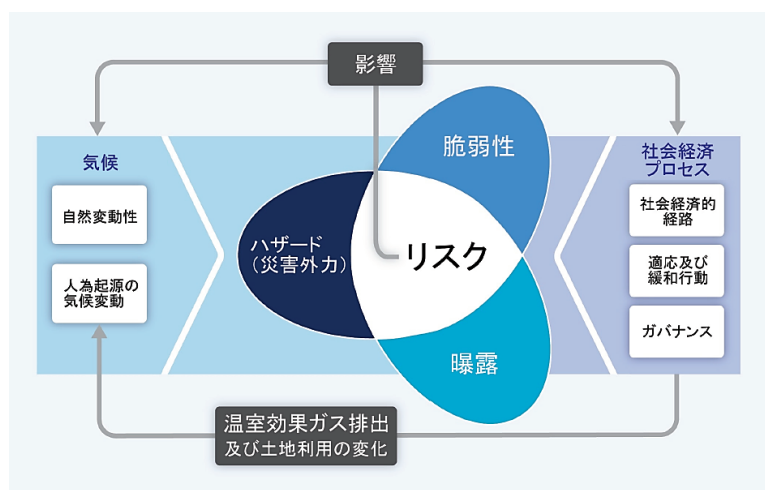 影響
気候
自然変動性
人為起源の
気候変動
ハザード
(災害外力)
脆弱性
リスク
曝露
社会経済
プロセス
社会経済的
経路
適応及び
緩和行動
ガバナンス
温室効果ガス排出
及び土地利用の変化